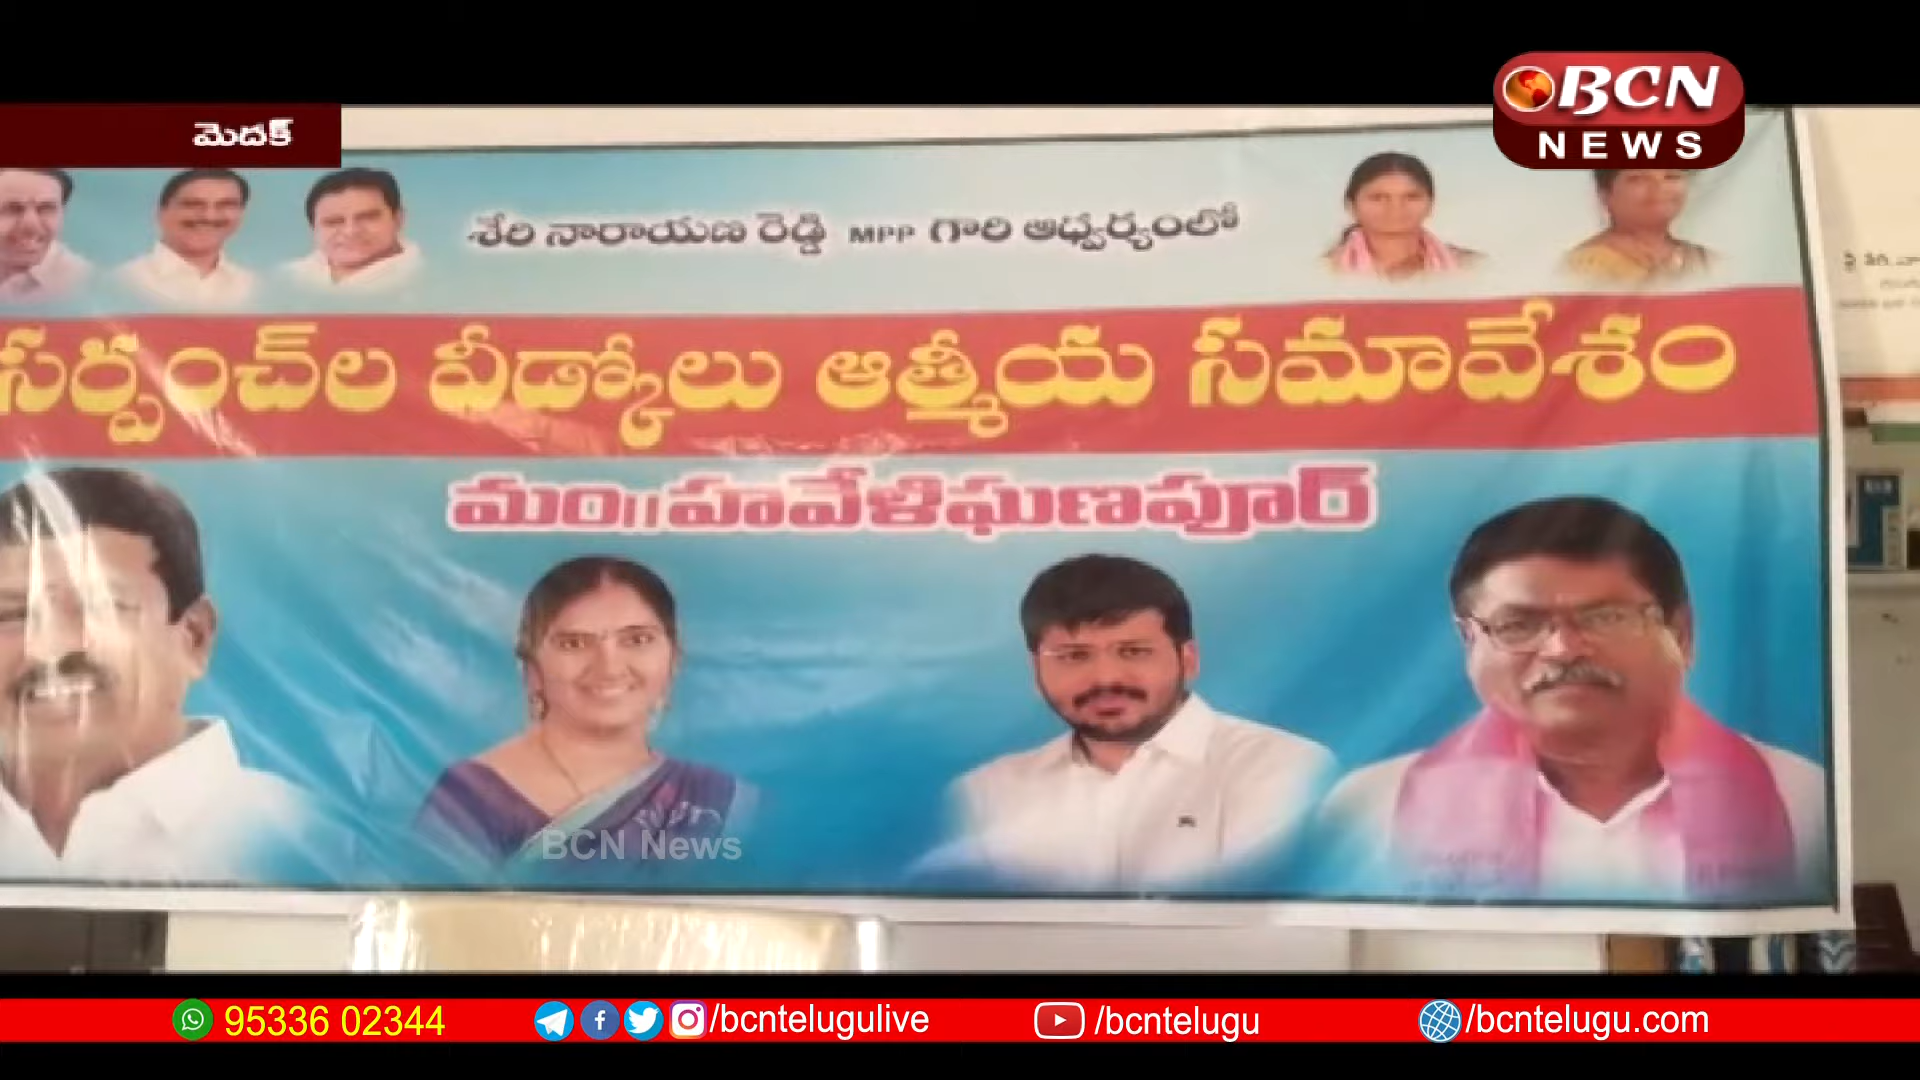 BCN
NEWS
మెదక్
శేరి నారాయణ రెడ్డి MPP గారి ఆధ్వర్యంలో
సర్పంచ్‌ల వీడ్కోలు ఆత్మీయ సమావేశం
మం॥హవేళిఘణపూర్
BCN News
95336 02344
/bcntelugulive
/bcntelugu
/bcntelugu.com